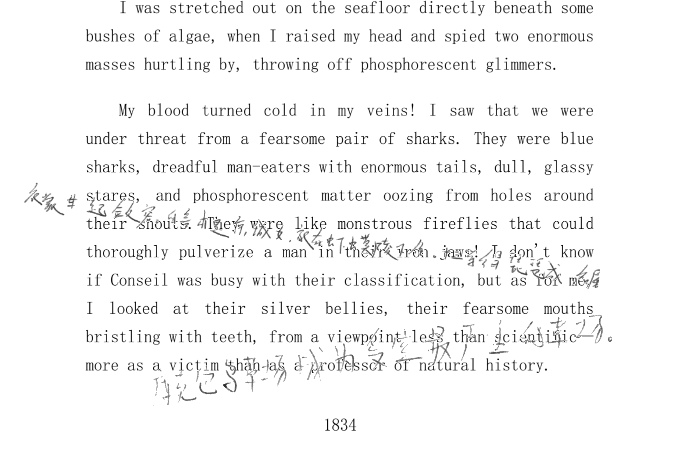 I was stretched out on the seafloor directly beneath some
bushes of algae, when I raised my head and spied two enormous
masses hurtling by, throwing off phosphorescent glimmers.
My blood turned cold in my veins! I saw that we were
under threat from a fearsome pair of sharks. They were blue
sharks, dreadful man-eaters with enormous tails, dull, glassy
stares, and phosphorescent matter oozing from holes around
their snouts. They were like monstrous fireflies that could
thoroughly pulverize a man in their iron jaws! I don't know
if Conseil was busy with their classification, but as for me,
I looked at their silver bellies, their fearsome mouths
bristling with teeth, from a viewpoint less than scientific--
more as a victim than as a professor of natural history.
1834